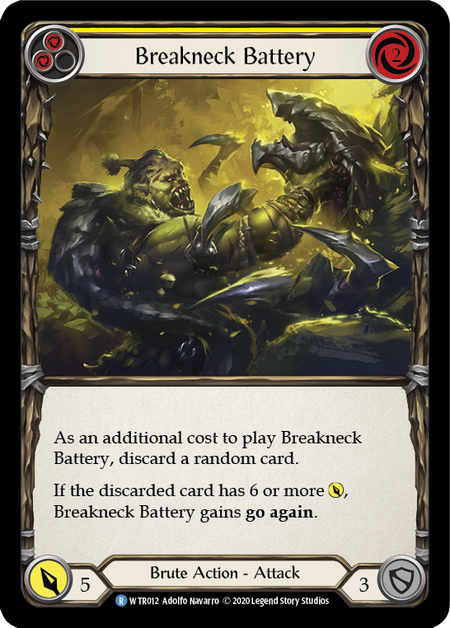 Breakneck Battery
2
As an additional cost to play Breakneck
Battery, discard a random card.
If the discarded card has 6 or more ,
Breakneck Battery gains go again.
5
Brute Action - Attack
3
R WTR012 Adolfo Navarro © 2020 Legend Story Studios